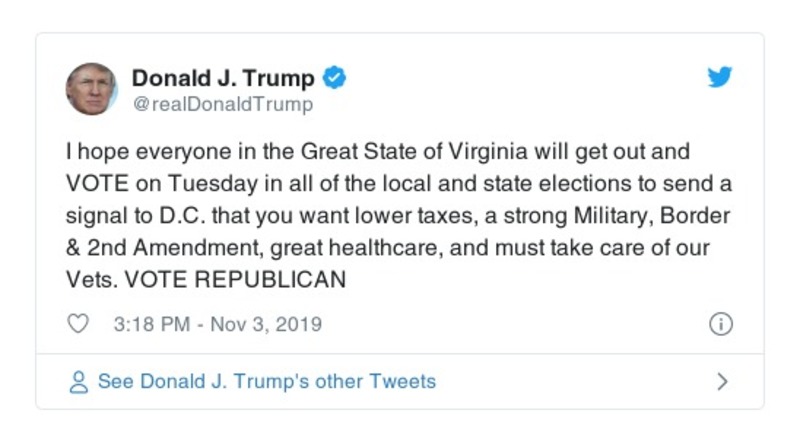 Donald J. Trump
@realDonaldTrump
I hope everyone in the Great State of Virginia will get out and
VOTE on Tuesday in all of the local and state elections to send a
signal to D.C. that you want lower taxes, a strong Military, Border
& 2nd Amendment, great healthcare, and must take care of our
Vets. VOTE REPUBLICAN
3:18 PM - Nov 3, 2019
See Donald J. Trump's other Tweets